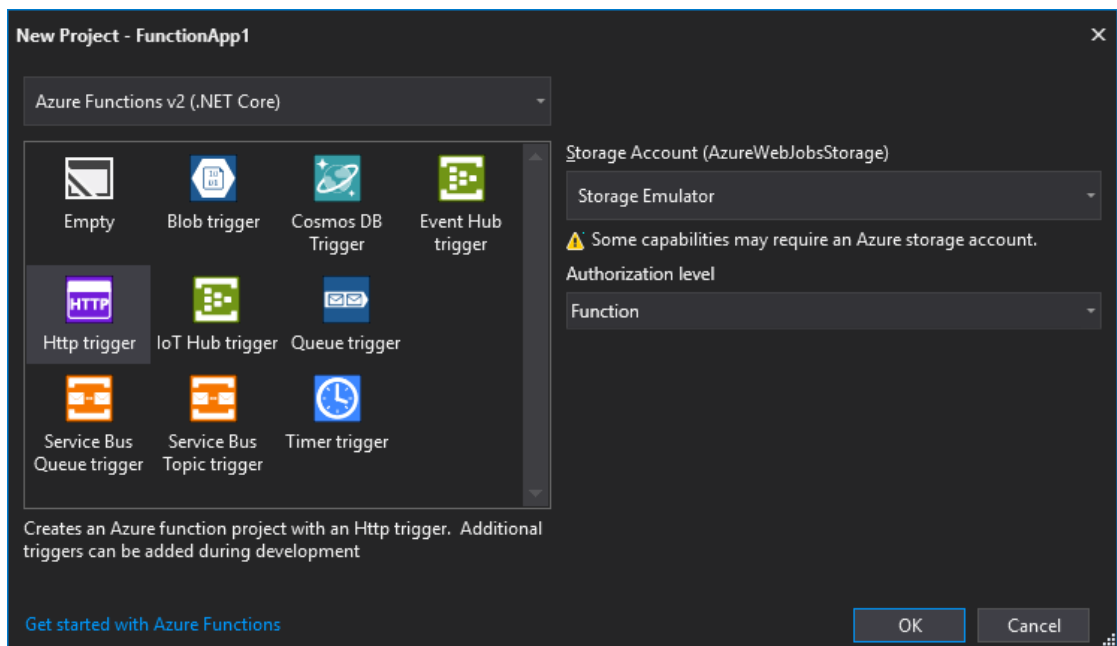 New Project - FunctionApp1
Azure Functions v2 (.NET Core)
Empty
Blob trigger
Cosmos DB
Trigger
Event Hub
trigger
HTTP
Http trigger
IoT Hub trigger
Queue trigger
Service Bus
Queue trigger
Service Bus
Topic trigger
Timer trigger
Creates an Azure function project with an Http trigger.  Additional
triggers can be added during development
Storage Account (AzureWebJobsStorage)
Storage Emulator
Some capabilities may require an Azure storage account.
Authorization level
Function
Get started with Azure Functions
OK
Cancel